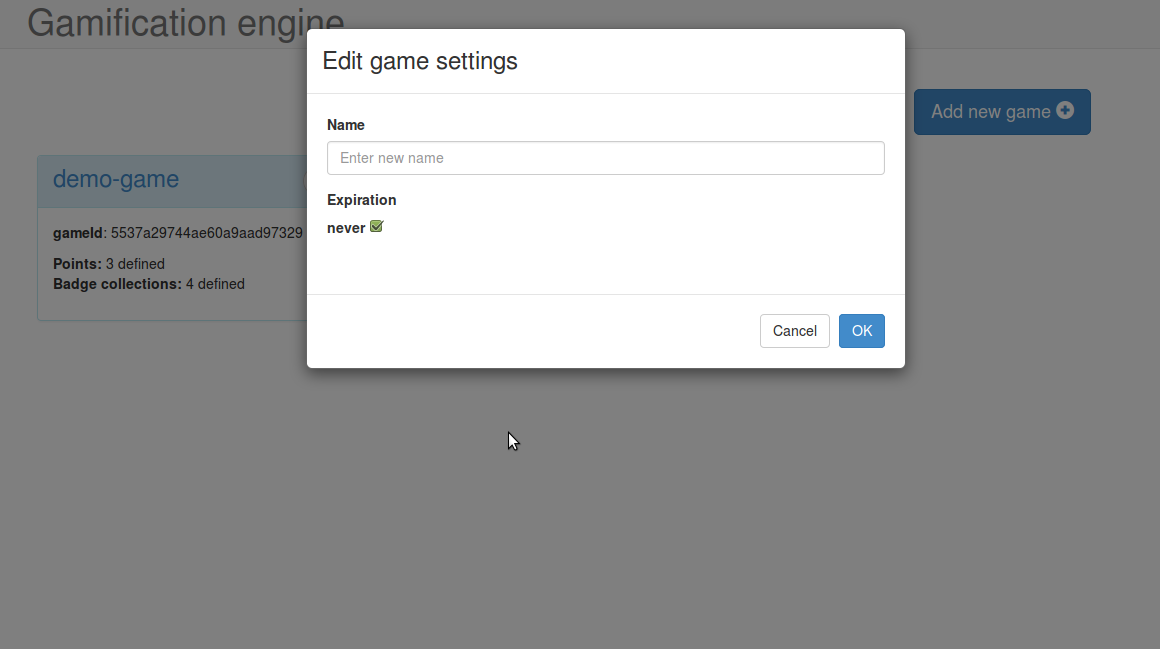 Gamification engine
Edit game settings
Add new game
Name
Enter new name
demo-game
Expiration
never
gameId: 5537a29744ae60a9aad97329
Points: 3 defined
Badge collections: 4 defined
Cancel
OK